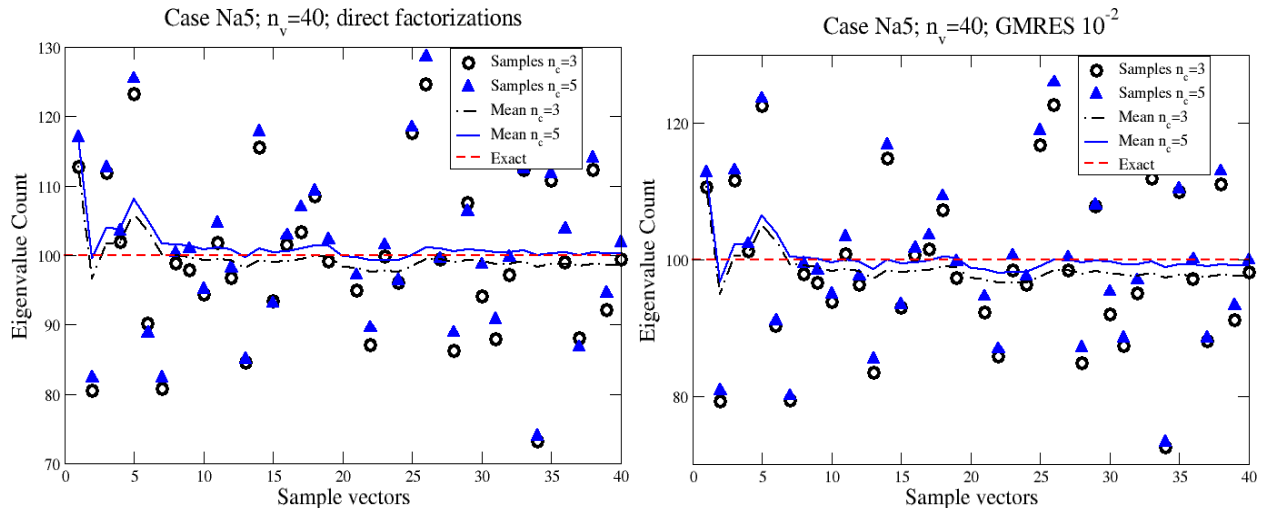 Case Na5; n_v=40; direct factorizations
130
120
110
100
90
80
70
Eigenvalue Count
Samples n_c=3
Samples n_c=5
Mean n_c=3
Mean n_c=5
Exact
0 5 10 15 20 25 30 35 40
Sample vectors
Case Na5; n_v=40; GMRES 10^-2
120
100
80
Eigenvalue Count
Samples n_c=3
Samples n_c=5
Mean n_c=3
Mean n_c=5
Exact
0 5 10 15 20 25 30 35 40
Sample vectors